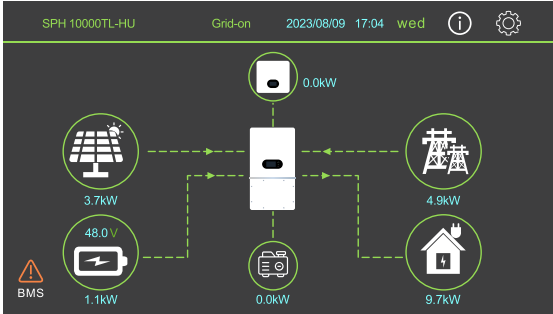 SPH 10000TL-HU Grid-on 2023/08/09 17:04 wed
0.0kW
3.7kW
4.9kW
48.0V
BMS
1.1kW
0.0kW
9.7kW